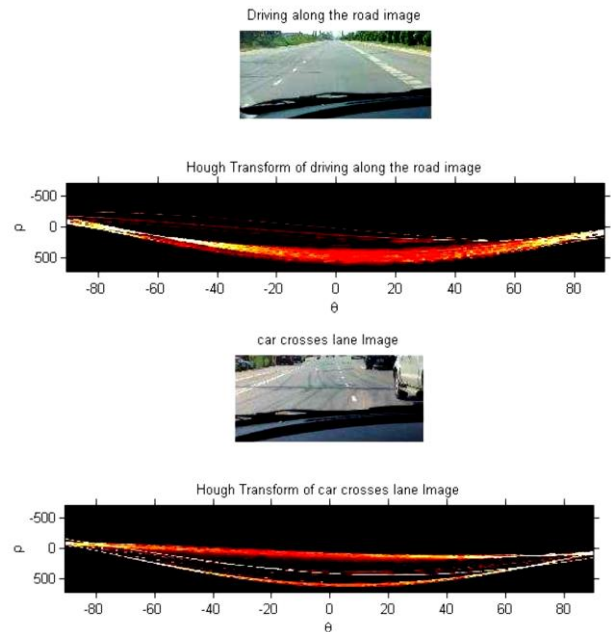 Driving along the road image
Hough Transform of driving along the road image
-500
0
500
ρ
-80 -60 -40 -20 0 20 40 60 80
θ
car crosses lane Image
Hough Transform of car crosses lane Image
-500
0
500
ρ
-80 -60 -40 -20 0 20 40 60 80
θ